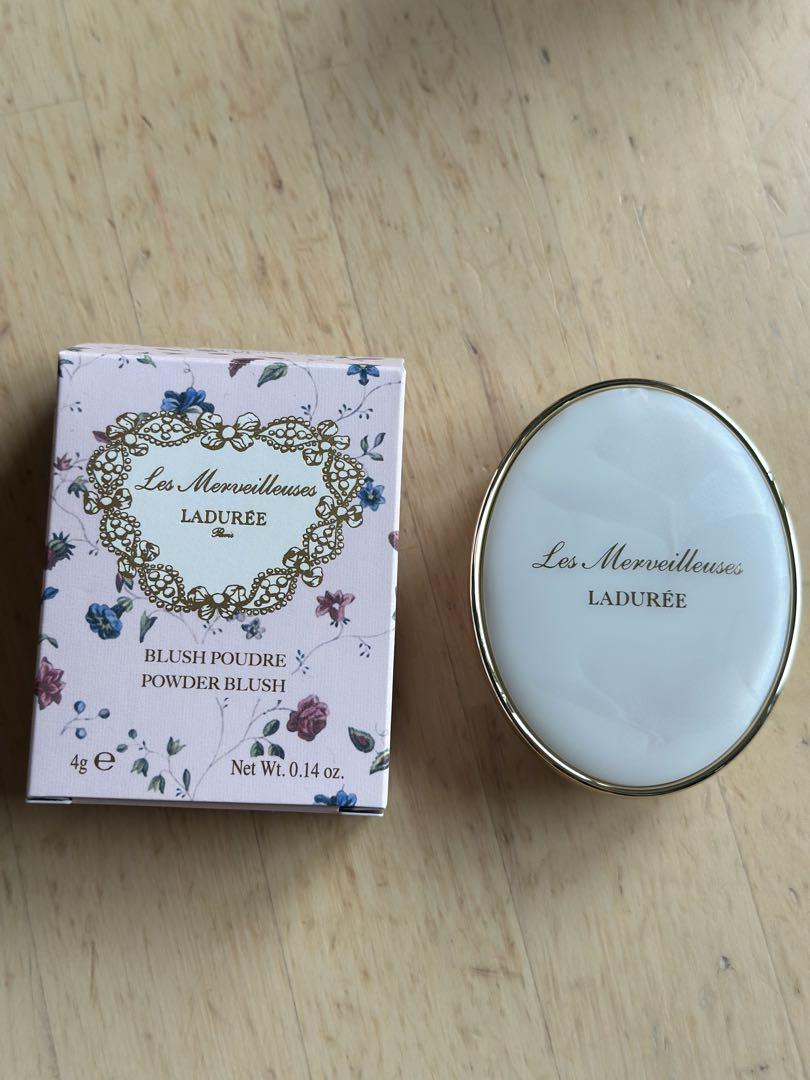 Les Merveilleuses
LADURÉE
Paris
BLUSH POUDRE
POWDER BLUSH
4g ℮
Net Wt. 0.14 oz.
Les Merveilleuses
LADURÉE